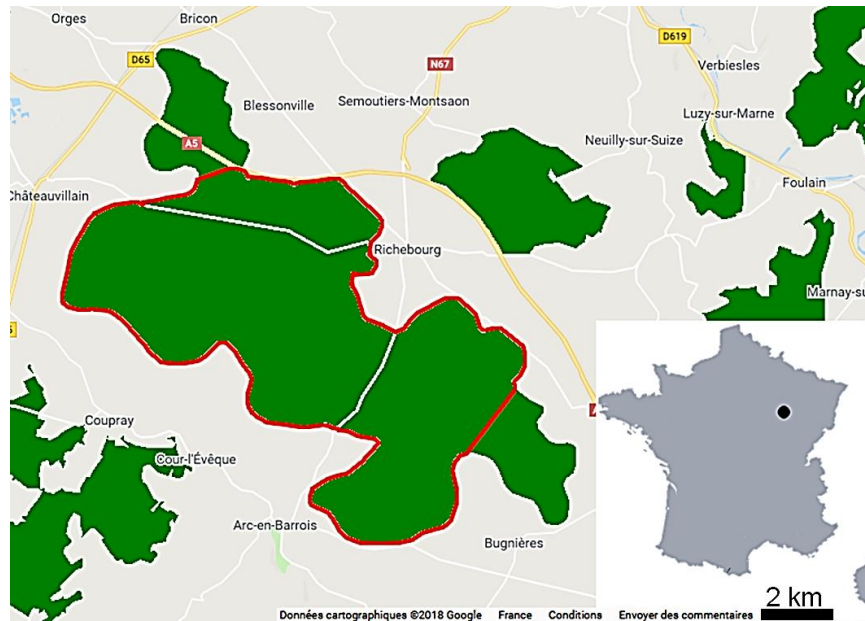 Orges
Bricon
D65
D619
N67
Verbiesles
Blessonville
Semoutiers-Montsaon
Luzy-sur-Marne
A5
Neuilly-sur-Suize
Châteauvillain
Foulain
Richebourg
Marnay-su
Coupray
Cour-l'Évêque
Arc-en-Barrois
Bugnières
2 km
Données cartographiques ©2018 Google France Conditions Envoyer des commentaires